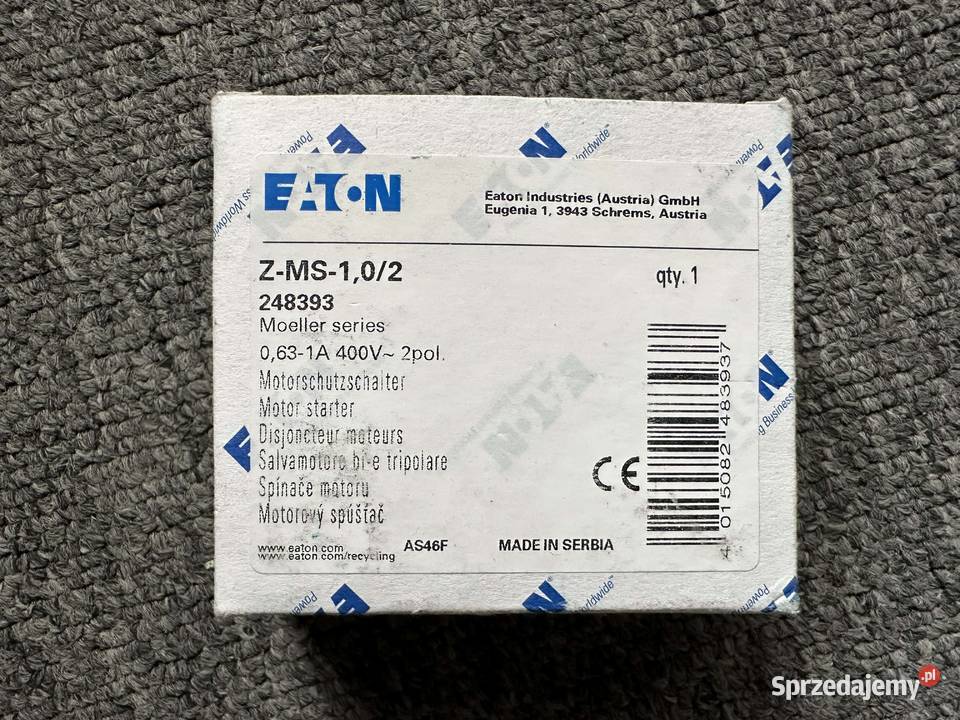 EATON
Eaton Industries (Austria) GmbH
Eugenia 1, 3943 Schrems, Austria
Z-MS-1,0/2
qty. 1
248393
Moeller series
0,63-1A 400V~ 2pol.
Motorschutzschalter
Motor starter
Disjoncteur moteurs
Salvamotore bi-e tripolare
Spínače motoru
Motorový spúšťač
www.eaton.com
www.eaton.com/recycling
AS46F
MADE IN SERBIA
CE
4 015082 483937
Sprzedajemy.pl